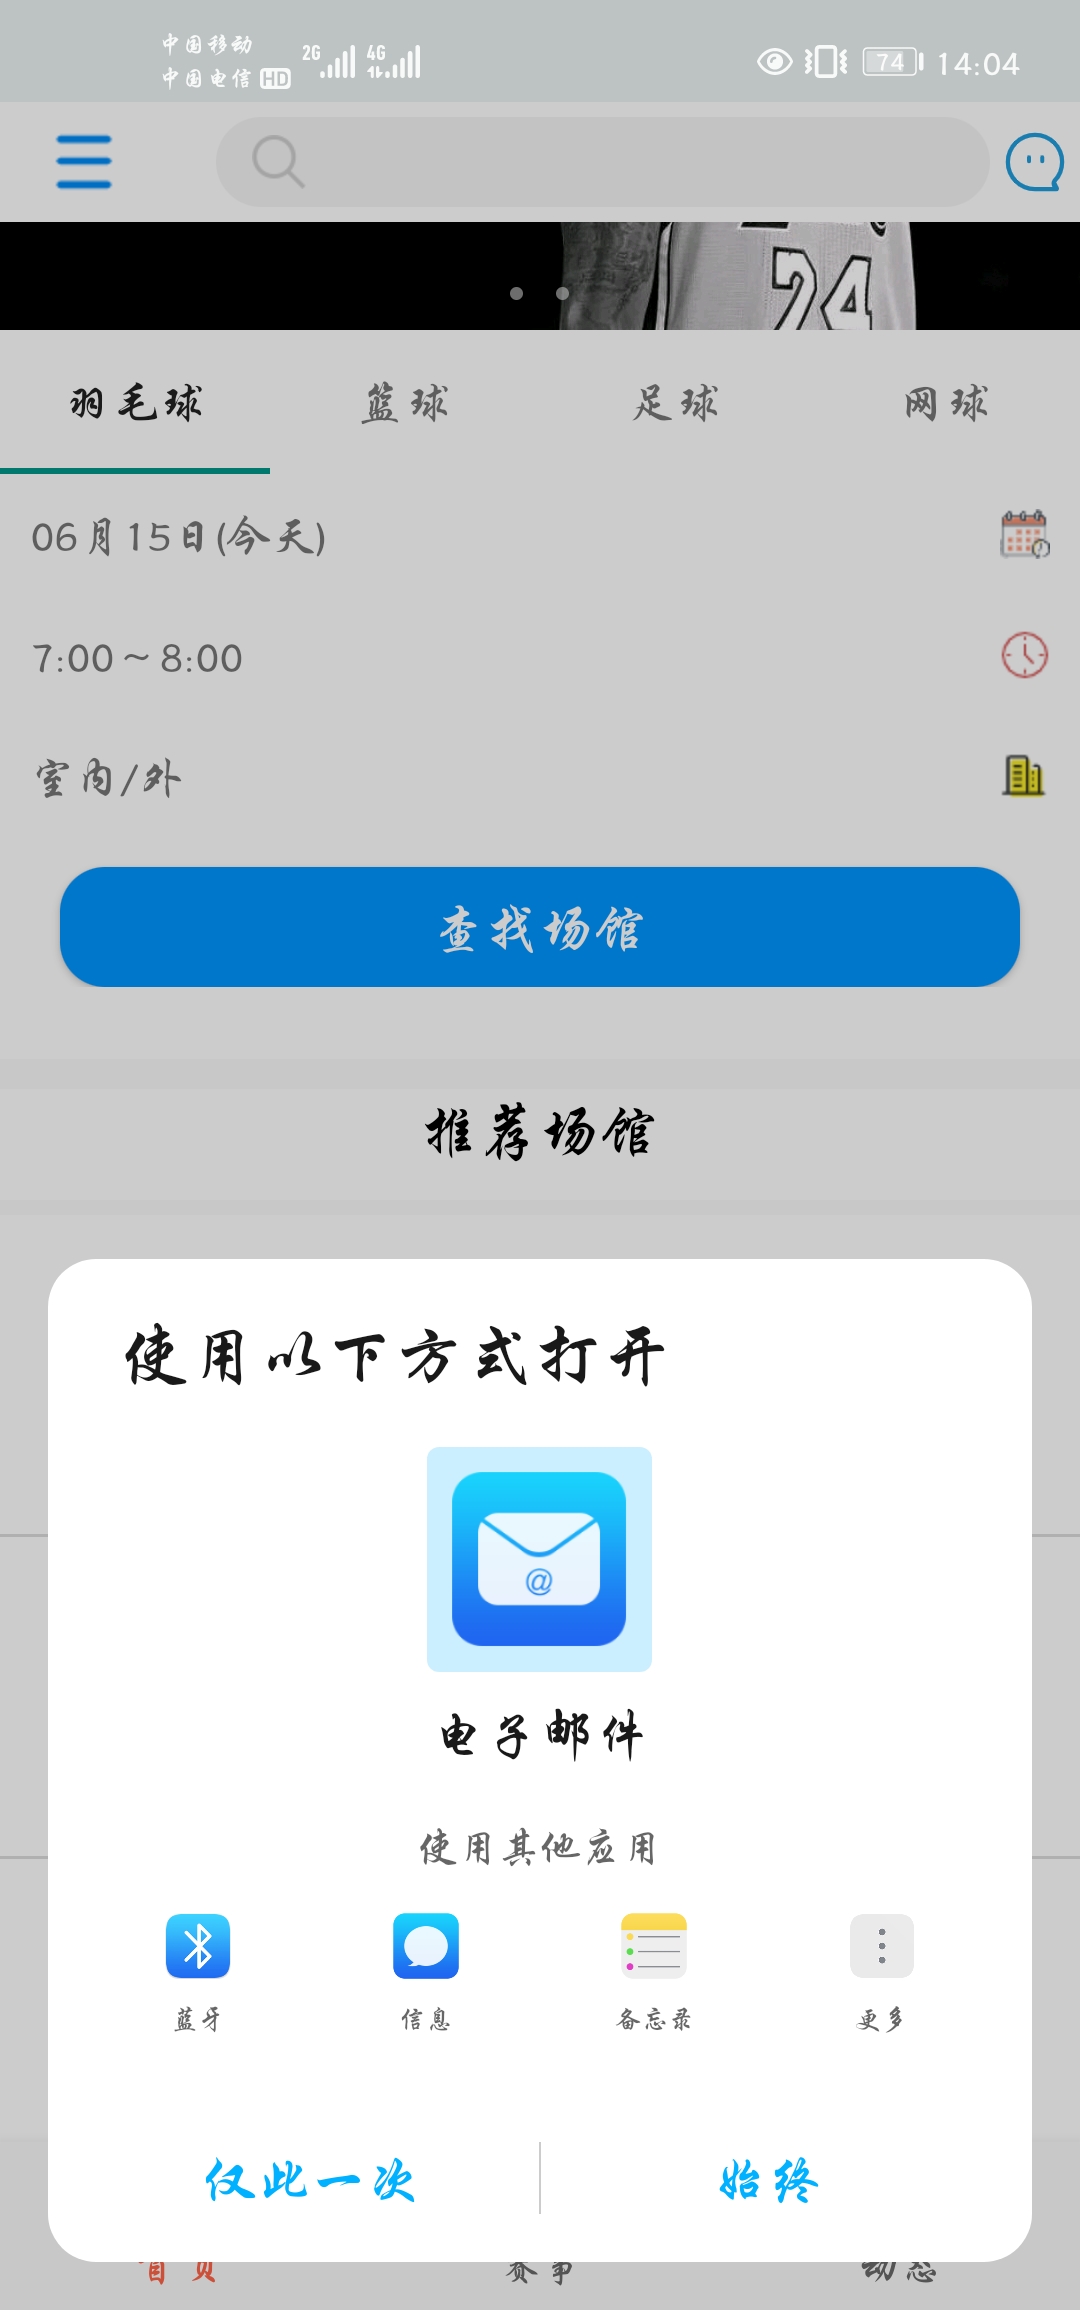 中国移动 2G 4G 74 14:04
中国电信 HD
24
羽毛球 篮球 足球 网球
06月15日(今天)
7:00 ~ 8:00
室内/外
查找场馆
推荐场馆
使用以下方式打开
@
电子邮件
使用其他应用
蓝牙 信息 备忘录 更多
仅此一次 始终
首页 赛事 动态